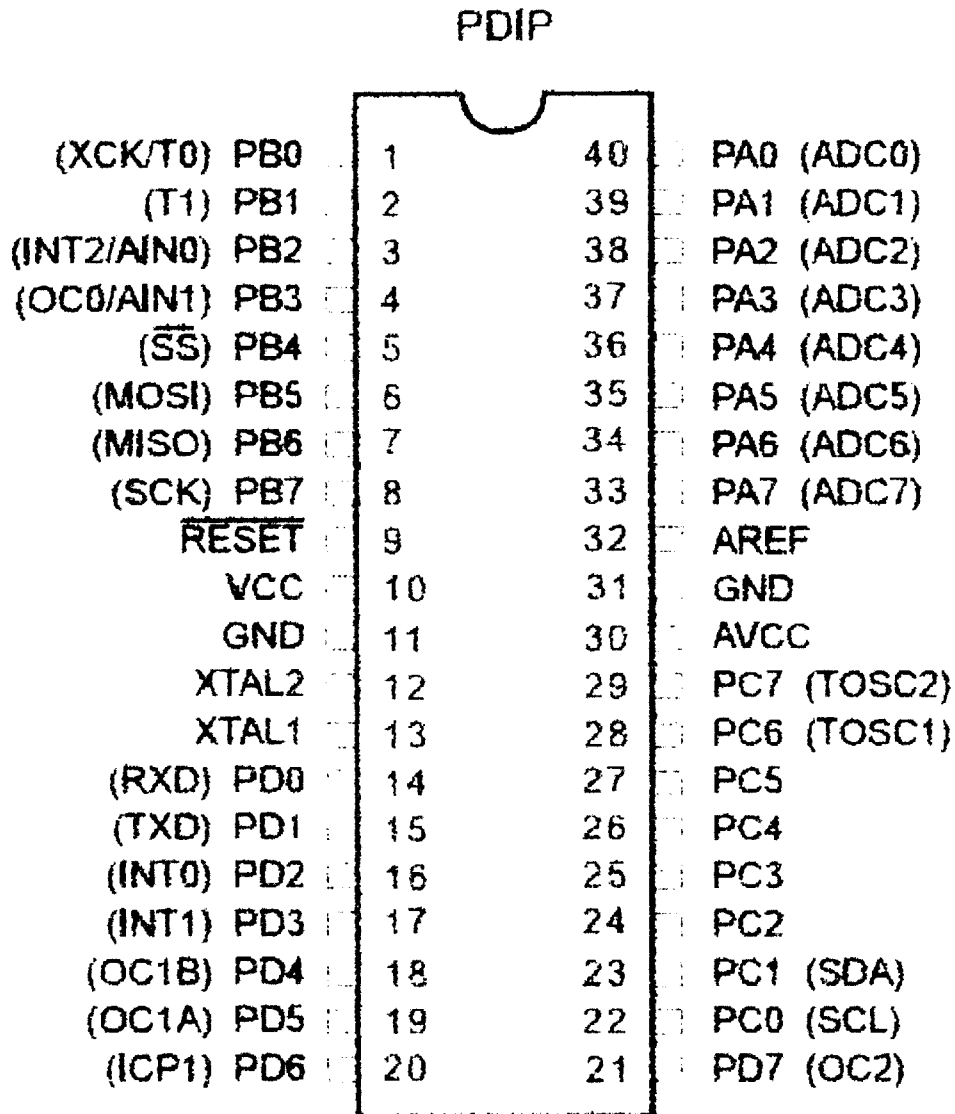 PDIP
(XCK/T0) PB0 1 40 PA0 (ADC0)
(T1) PB1 2 39 PA1 (ADC1)
(INT2/AIN0) PB2 3 38 PA2 (ADC2)
(OC0/AIN1) PB3 4 37 PA3 (ADC3)
(SS) PB4 5 36 PA4 (ADC4)
(MOSI) PB5 6 35 PA5 (ADC5)
(MISO) PB6 7 34 PA6 (ADC6)
(SCK) PB7 8 33 PA7 (ADC7)
RESET 9 32 AREF
VCC 10 31 GND
GND 11 30 AVCC
XTAL2 12 29 PC7 (TOSC2)
XTAL1 13 28 PC6 (TOSC1)
(RXD) PD0 14 27 PC5
(TXD) PD1 15 26 PC4
(INT0) PD2 16 25 PC3
(INT1) PD3 17 24 PC2
(OC1B) PD4 18 23 PC1 (SDA)
(OC1A) PD5 19 22 PC0 (SCL)
(ICP1) PD6 20 21 PD7 (OC2)